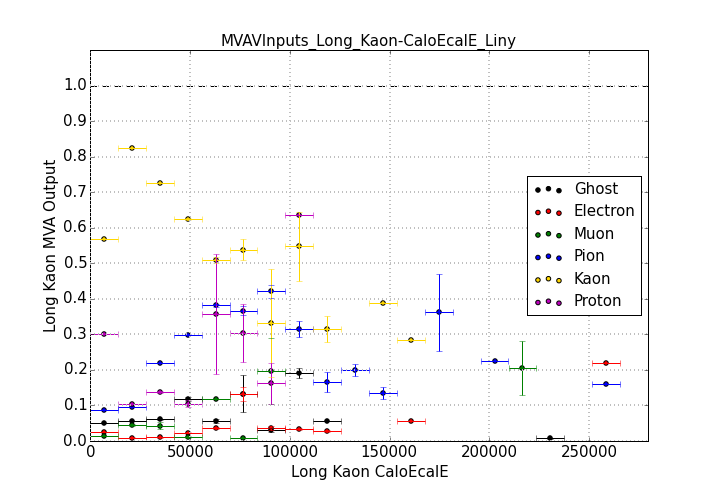 MVAVInputs_Long_Kaon-CaloEcalE_Liny
1.0
0.9
0.8
0.7
0.6
0.5
0.4
0.3
0.2
0.1
0.0
Long Kaon MVA Output
Ghost
Electron
Muon
Pion
Kaon
Proton
0 50000 100000 150000 200000 250000
Long Kaon CaloEcalE